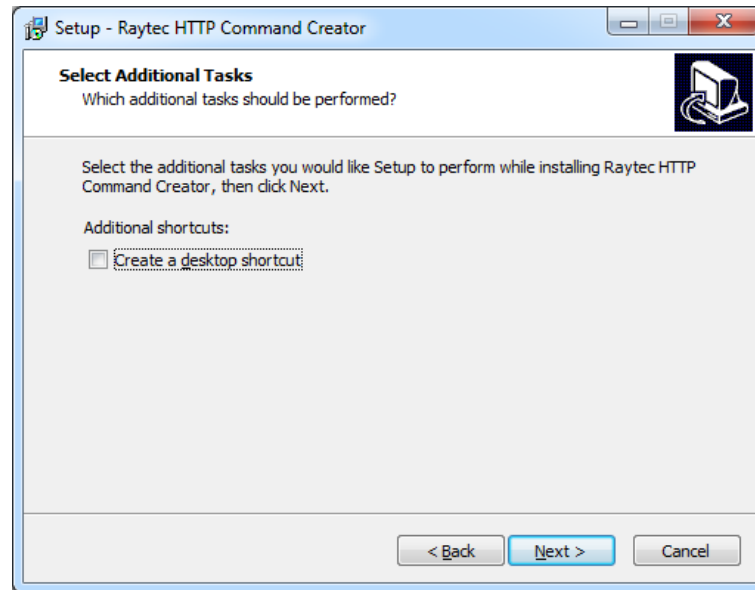 Setup - Raytec HTTP Command Creator
Select Additional Tasks
Which additional tasks should be performed?
Select the additional tasks you would like Setup to perform while installing Raytec HTTP
Command Creator, then click Next.
Additional shortcuts:
Create a desktop shortcut
< Back Next > Cancel